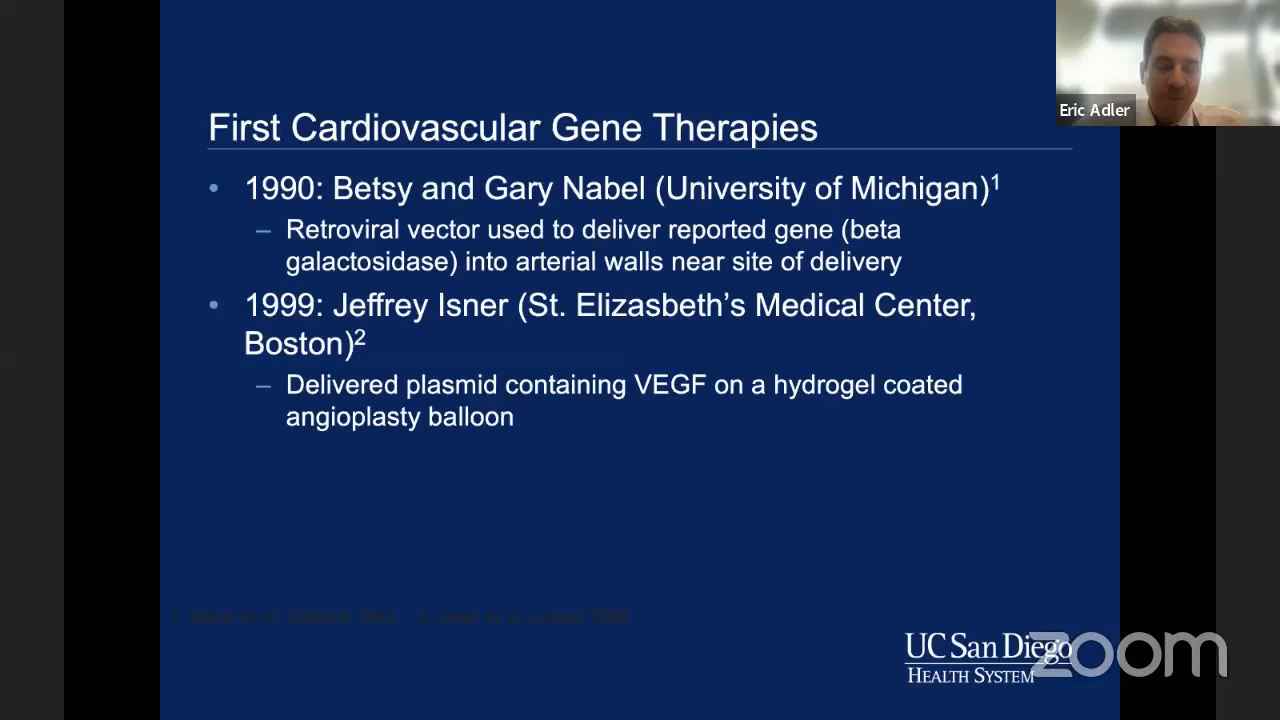 First Cardiovascular Gene Therapies
• 1990: Betsy and Gary Nabel (University of Michigan)¹
– Retroviral vector used to deliver reported gene (beta
galactosidase) into arterial walls near site of delivery
• 1999: Jeffrey Isner (St. Elizasbeth’s Medical Center,
Boston)²
– Delivered plasmid containing VEGF on a hydrogel coated
angioplasty balloon
Eric Adler
UC San Diego
HEALTH SYSTEM
zoom